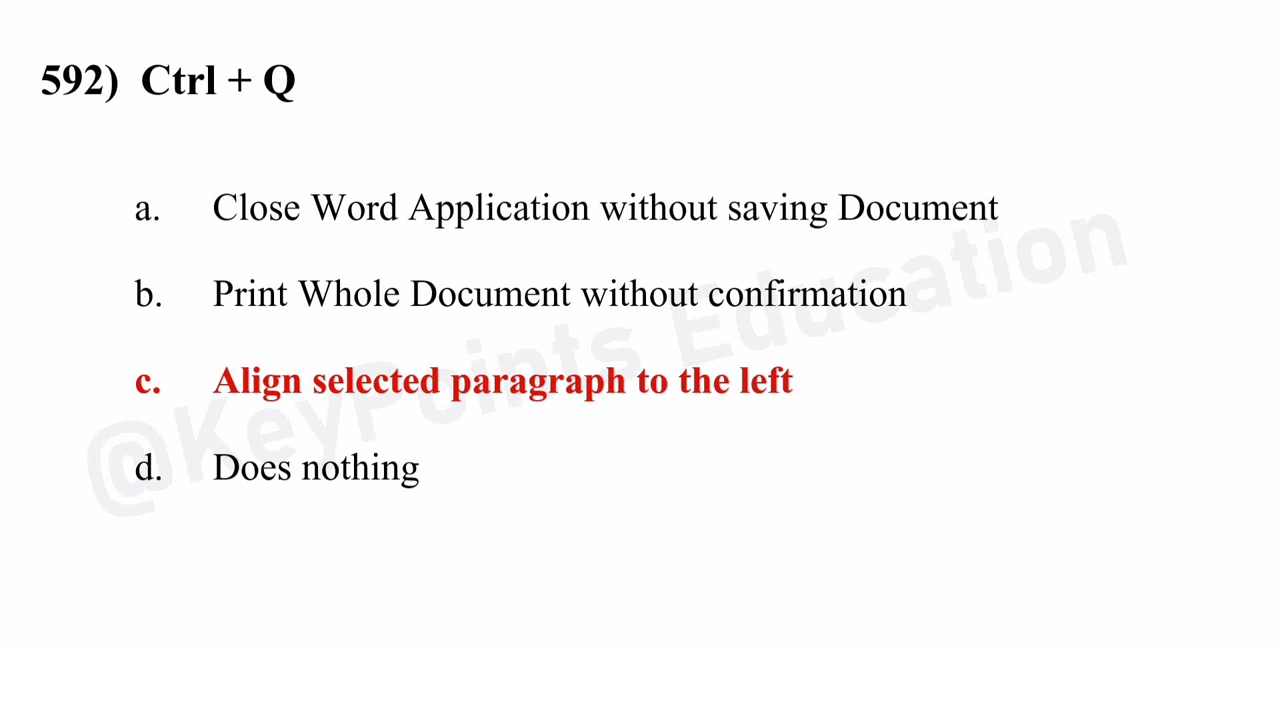 592) Ctrl + Q
a. Close Word Application without saving Document
b. Print Whole Document without confirmation
c. Align selected paragraph to the left
d. Does nothing
@KeyPoints Education